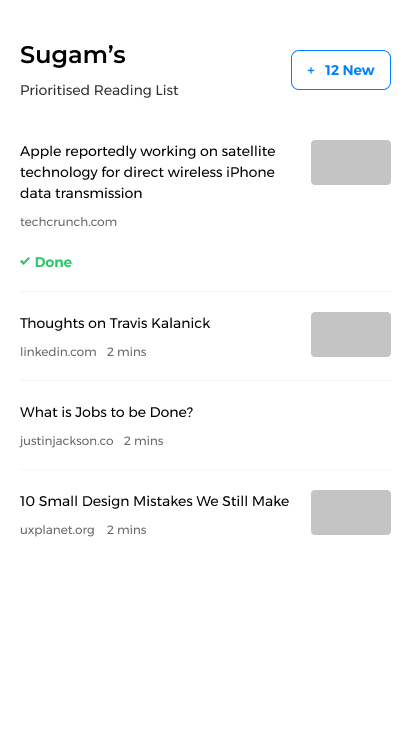 Sugam’s
Prioritised Reading List
+ 12 New
Apple reportedly working on satellite
technology for direct wireless iPhone
data transmission
techcrunch.com
✓ Done
Thoughts on Travis Kalanick
linkedin.com 2 mins
What is Jobs to be Done?
justinjackson.co 2 mins
10 Small Design Mistakes We Still Make
uxplanet.org 2 mins